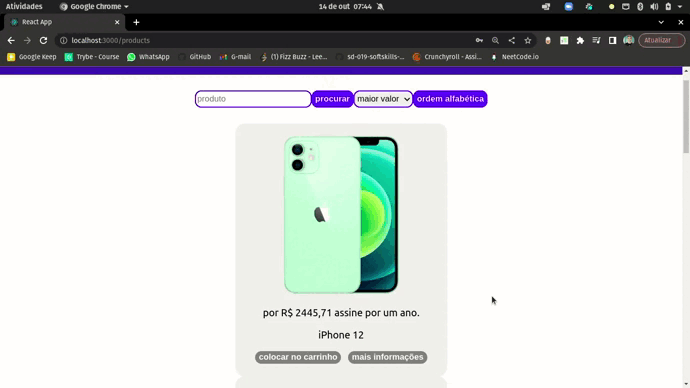 Atividades
Google Chrome
14 de out 07:44
React App
localhost:3000/products
Atualizar
Google Keep
Trybe - Course
WhatsApp
GitHub
G-mail
(1) Fizz Buzz - Lee...
sd-019-softskills-...
Crunchyroll - Assi...
NeetCode.io
produto
procurar
maior valor
ordem alfabética
por R$ 2445,71 assine por um ano.
iPhone 12
colocar no carrinho
mais informações